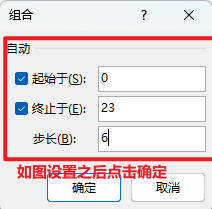 组合 ? ×
自动
起始于(S): 0
终止于(E): 23
步长(B): 6
如图设置之后点击确定
确定 取消